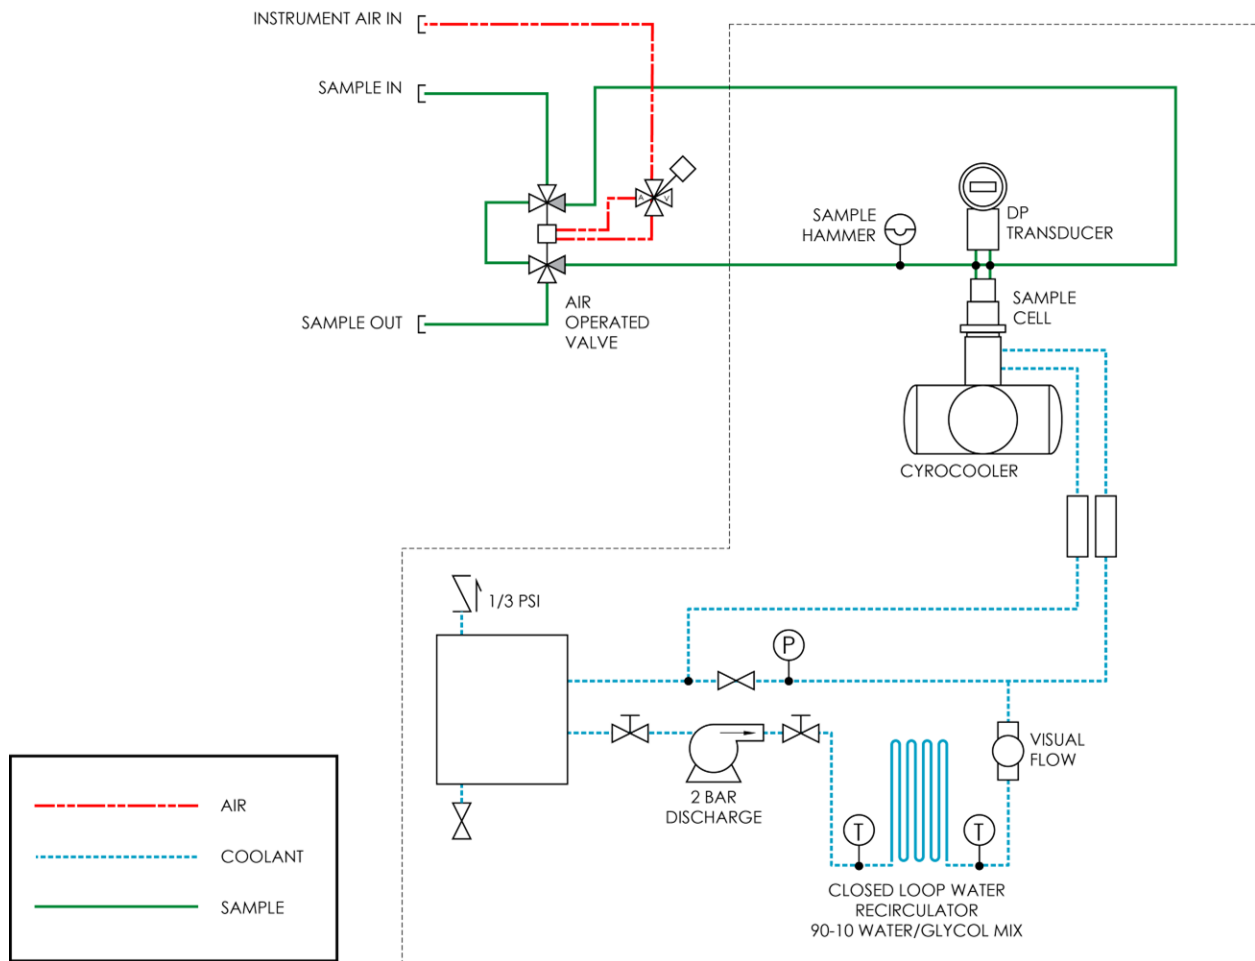 INSTRUMENT AIR IN
SAMPLE IN
A
V
SAMPLE
HAMMER
DP
TRANSDUCER
SAMPLE OUT
AIR
OPERATED
VALVE
SAMPLE
CELL
CYROCOOLER
1/3 PSI
P
VISUAL
FLOW
2 BAR
DISCHARGE
T
T
CLOSED LOOP WATER
RECIRCULATOR
90-10 WATER/GLYCOL MIX
AIR
COOLANT
SAMPLE